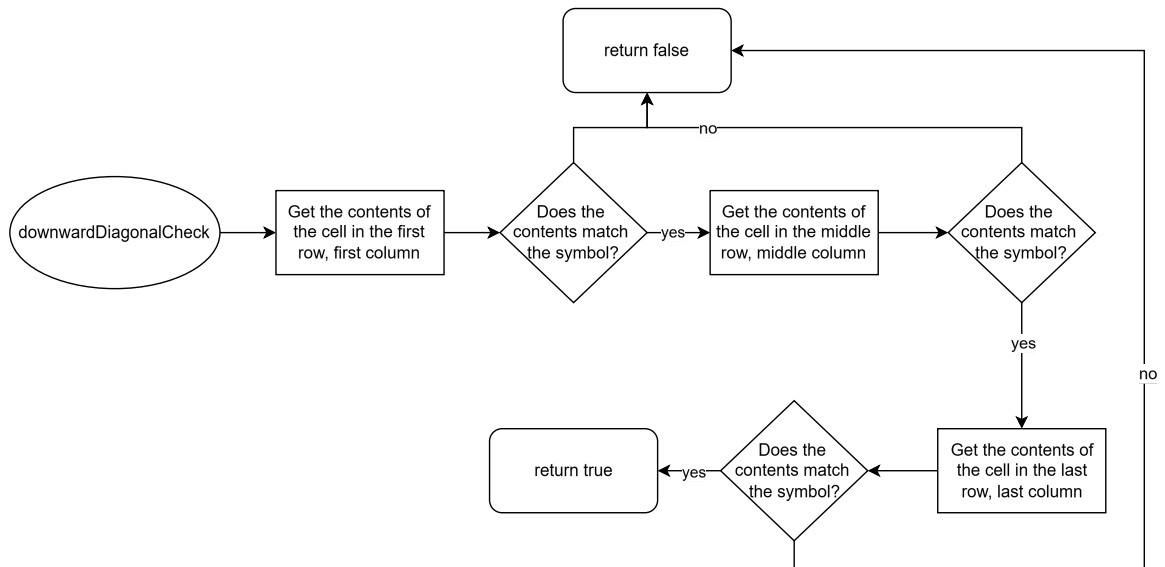 return false
no
downwardDiagonalCheck
Get the contents of
the cell in the first
row, first column
Does the
contents match
the symbol?
yes
Get the contents of
the cell in the middle
row, middle column
Does the
contents match
the symbol?
yes
no
return true
yes
Does the
contents match
the symbol?
Get the contents of
the cell in the last
row, last column